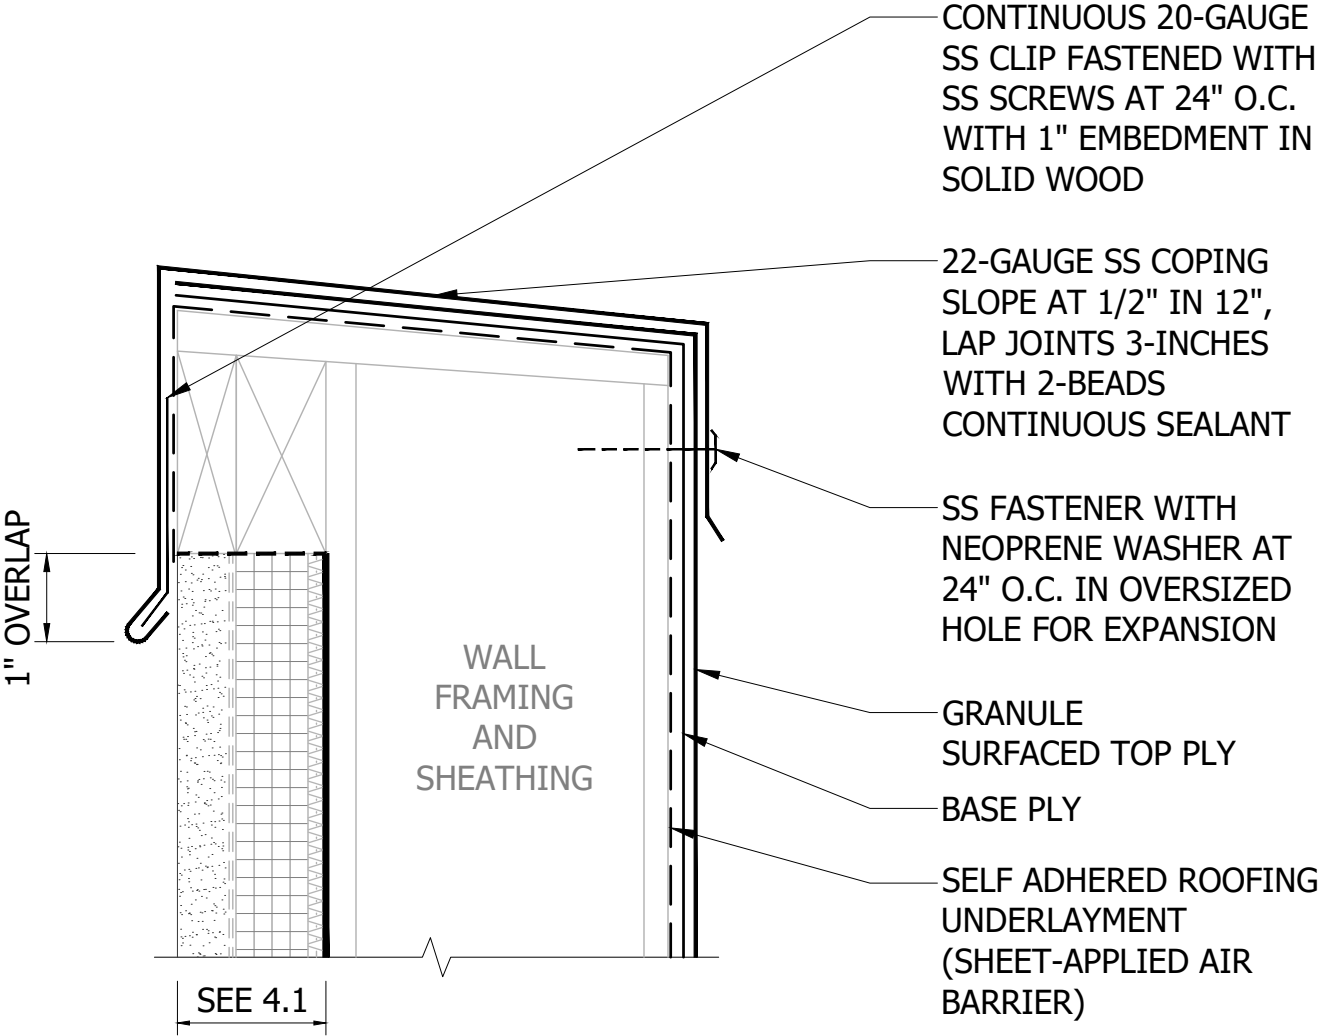 CONTINUOUS 20-GAUGE
SS CLIP FASTENED WITH
SS SCREWS AT 24" O.C.
WITH 1" EMBEDMENT IN
SOLID WOOD
22-GAUGE SS COPING
SLOPE AT 1/2" IN 12",
LAP JOINTS 3-INCHES
WITH 2-BEADS
CONTINUOUS SEALANT
SS FASTENER WITH
NEOPRENE WASHER AT
24" O.C. IN OVERSIZED
HOLE FOR EXPANSION
1" OVERLAP
WALL
FRAMING
AND
SHEATHING
GRANULE
SURFACED TOP PLY
BASE PLY
SELF ADHERED ROOFING
UNDERLAYMENT
(SHEET-APPLIED AIR
BARRIER)
SEE 4.1